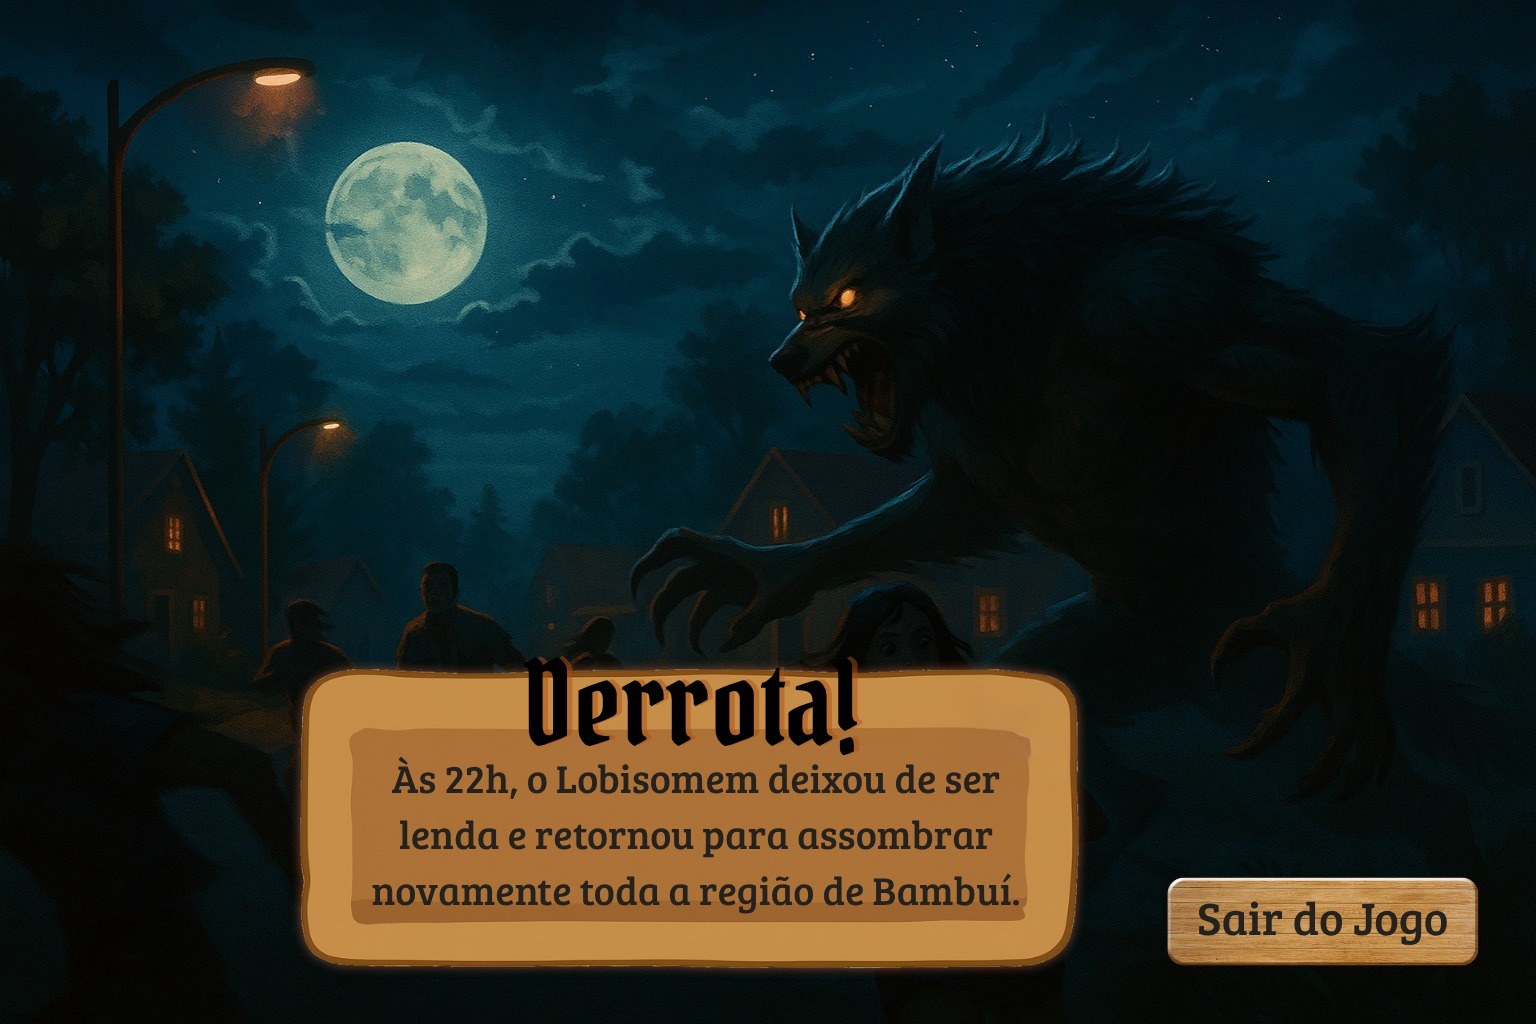 Derrota!
Às 22h, o Lobisomem deixou de ser
lenda e retornou para assombrar
novamente toda a região de Bambuí.
Sair do Jogo